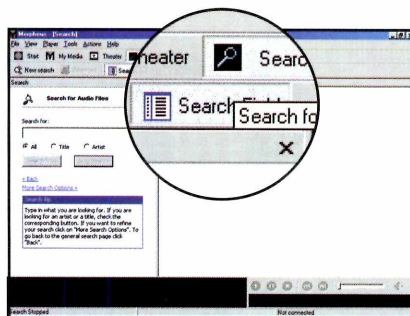 Morpheus - [Search]
File View Player Tools Actions Help
Start My Media Theater
New search
Search
Search for Audio Files
Search for:
All Title Artist
< Back
More Search Options >
Search tip
Type in what you are looking for. If you are
looking for an artist or a title, check the
corresponding button. If you want to refine
your search click on "More Search Options". To
go back to the general search page click
"Back".
heater Searc
Search Field
Search fo
Search Stopped
Not connected